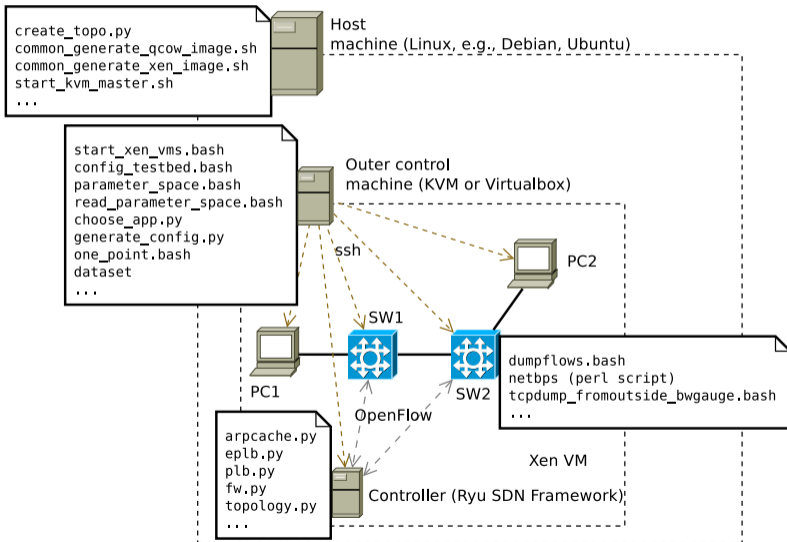 create_topo.py
common_generate_qcow_image.sh
common_generate_xen_image.sh
start_kvm_master.sh
...
Host
machine (Linux, e.g., Debian, Ubuntu)
start_xen_vms.bash
config_testbed.bash
parameter_space.bash
read_parameter_space.bash
choose_app.py
generate_config.py
one_point.bash
dataset
...
Outer control
machine (KVM or Virtualbox)
ssh
PC2
SW1
PC1
SW2
dumpflows.bash
netbps (perl script)
tcpdump_fromoutside_bwgauge.bash
...
OpenFlow
arpcache.py
eplb.py
plb.py
fw.py
topology.py
...
Xen VM
Controller (Ryu SDN Framework)